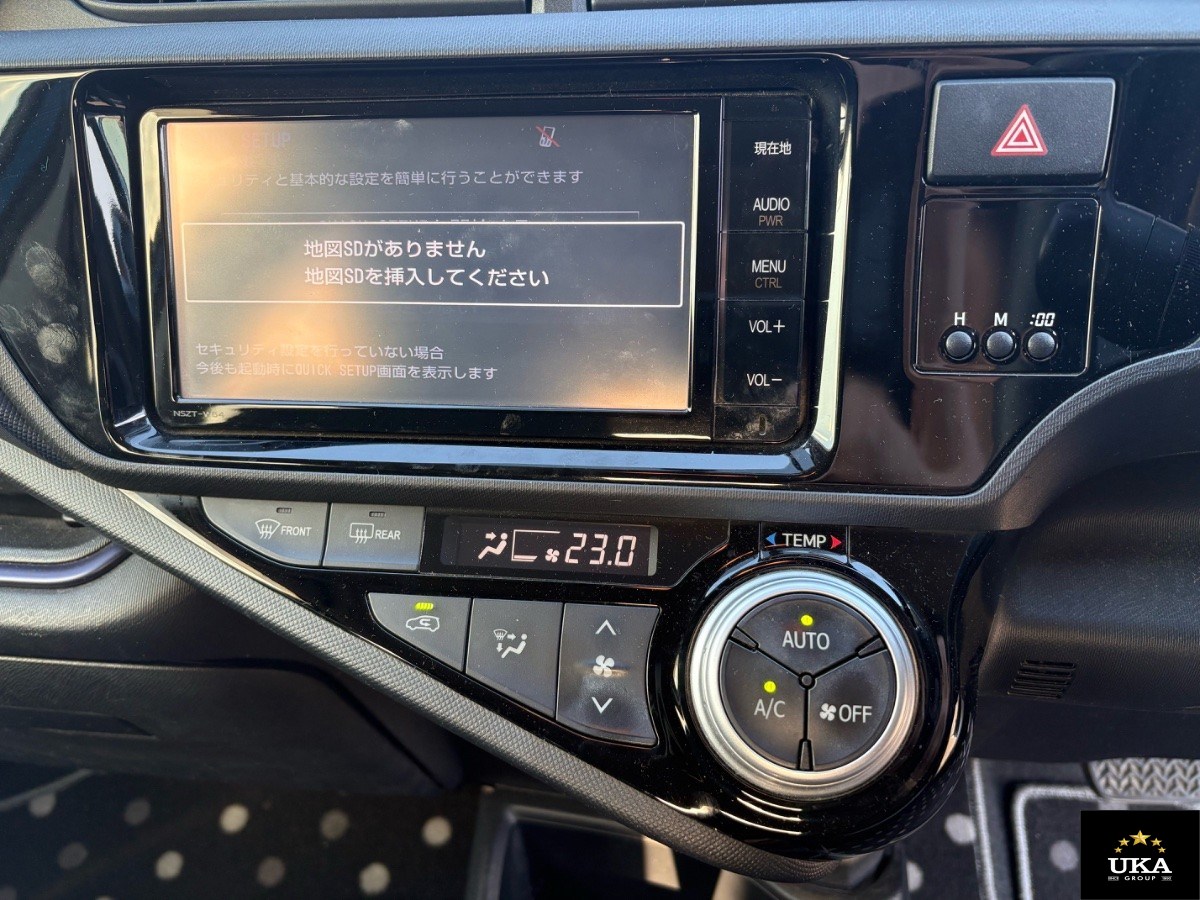 現在地
リティと基本的な設定を簡単に行うことができます
AUDIO
PWR
地図SDがありません
地図SDを挿入してください
MENU
CTRL
VOL+
セキュリティ設定を行っていない場合
今後も起動時にQUICK SETUP画面を表示します
VOL-
NSZT-W64
H M :00
FRONT
REAR
23.0
TEMP
AUTO
A/C
OFF
UKA
GROUP